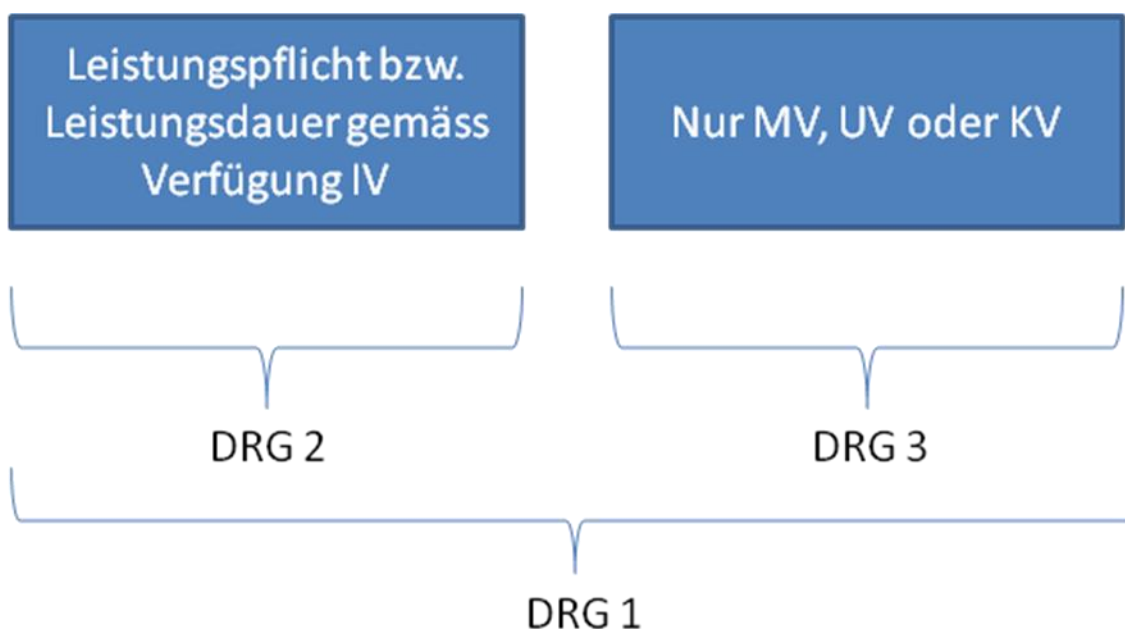 Leistungspflicht bzw.
Leistungsdauer gemäss
Verfügung IV
Nur MV, UV oder KV
DRG 2
DRG 3
DRG 1